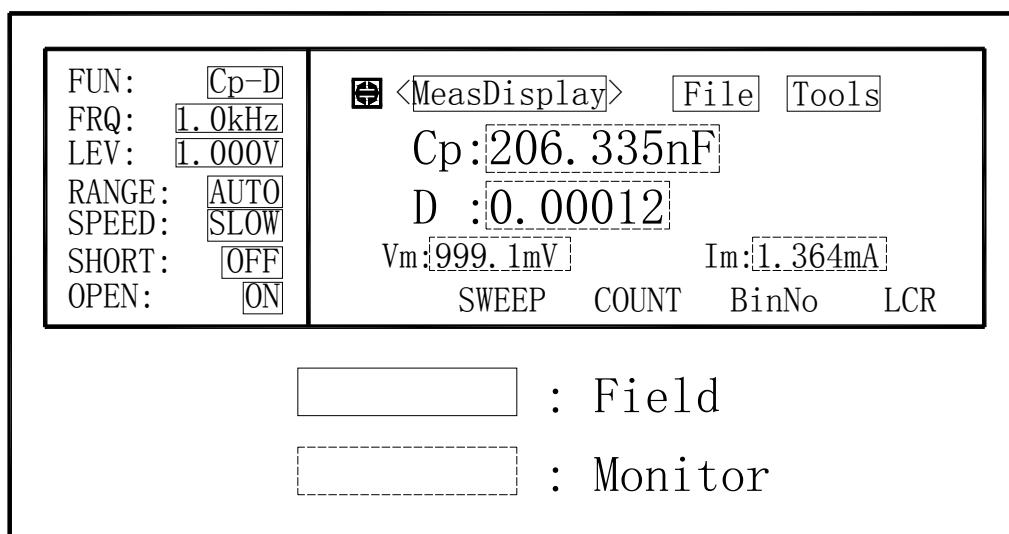 FUN: Cp-D
FRQ: 1.0kHz
LEV: 1.000V
RANGE: AUTO
SPEED: SLOW
SHORT: OFF
OPEN: ON
<MeasDisplay> File Tools
Cp:206.335nF
D :0.00012
Vm:999.1mV Im:1.364mA
SWEEP COUNT BinNo LCR
: Field
: Monitor